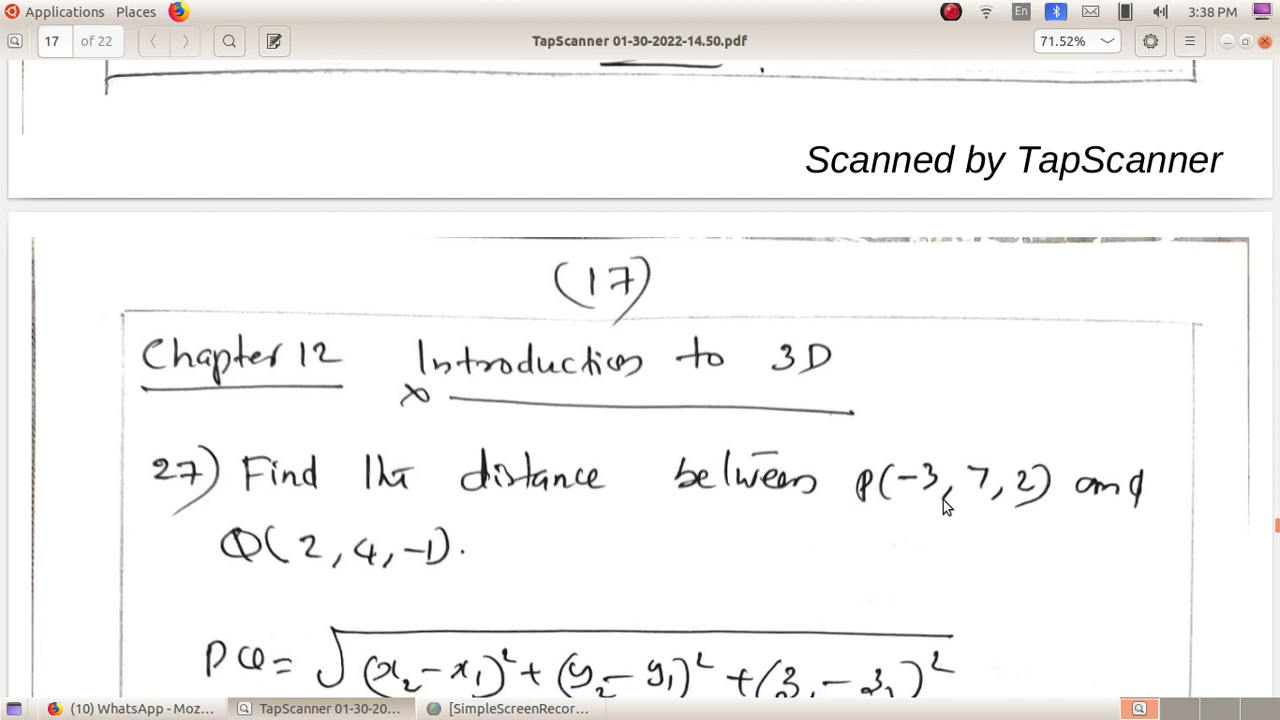 Applications Places En 3:38 PM
17 of 22 TapScanner 01-30-2022-14.50.pdf 71.52%
Scanned by TapScanner
(17)
Chapter 12 Introduction to 3D
27) Find the distance between P(-3, 7, 2) and
Q(2, 4, -1).
PQ = √(x₂ - x₁)² + (y₂ - y₁)² + (z₂ - z₁)²
(10) WhatsApp - Moz... TapScanner 01-30-20... [SimpleScreenRecor...